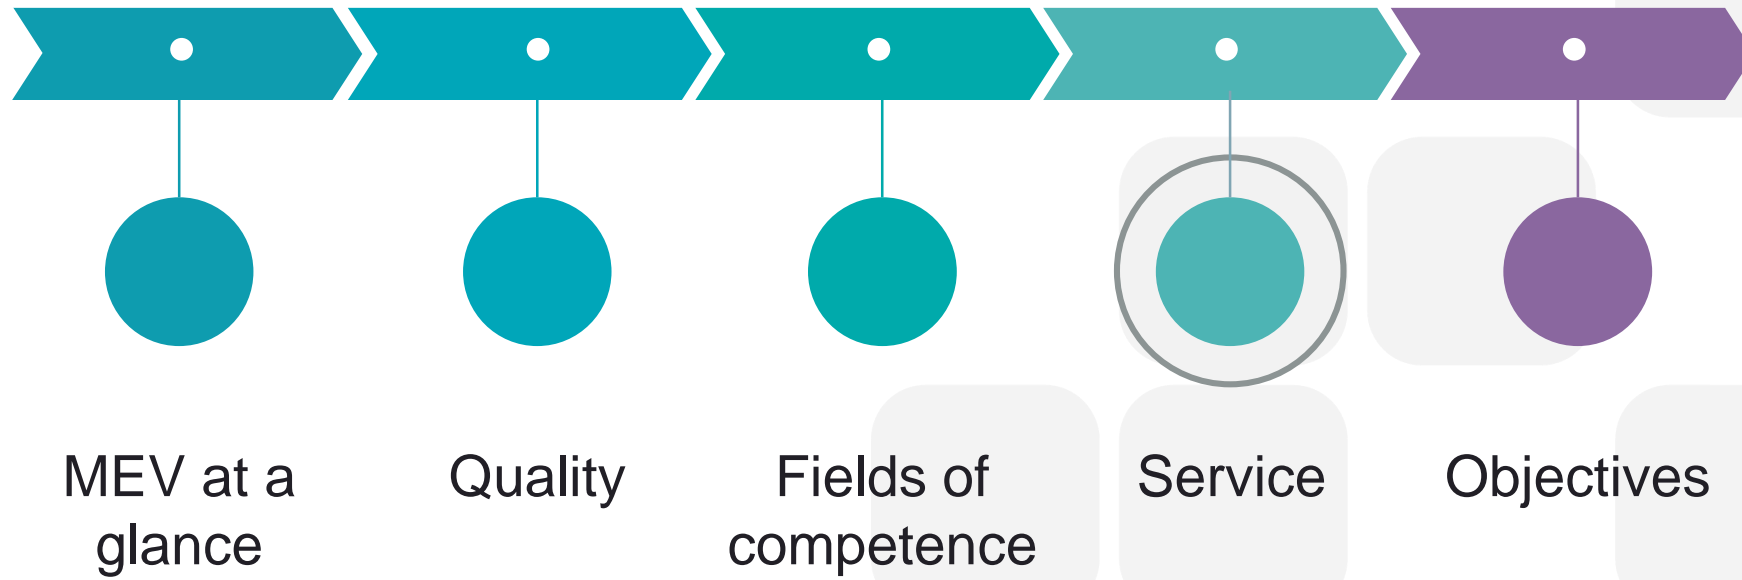 MEV at a
glance
Quality
Fields of
competence
Service
Objectives